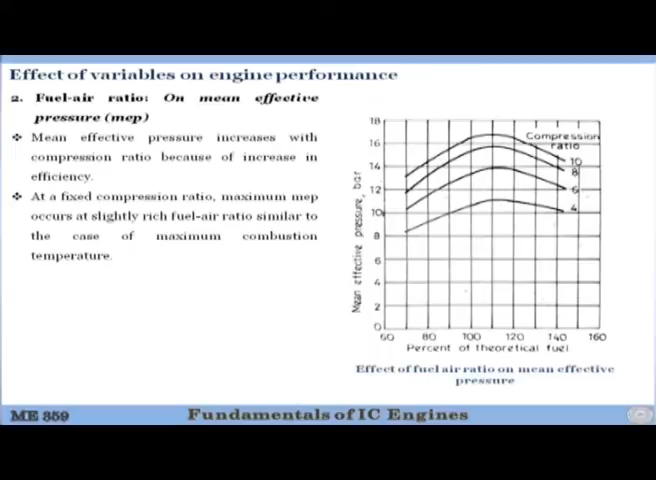 Effect of variables on engine performance
2. Fuel-air ratio: On mean effective
pressure (mep)
❖ Mean effective pressure increases with
compression ratio because of increase in
efficiency.
❖ At a fixed compression ratio, maximum mep
occurs at slightly rich fuel-air ratio similar to
the case of maximum combustion
temperature.
18
16
14
12
10
8
6
4
2
0
Mean effective pressure, bar
Compression
ratio
10
8
6
4
60 80 100 120 140 160
Percent of theoretical fuel
Effect of fuel air ratio on mean effective
pressure
ME 359
Fundamentals of IC Engines